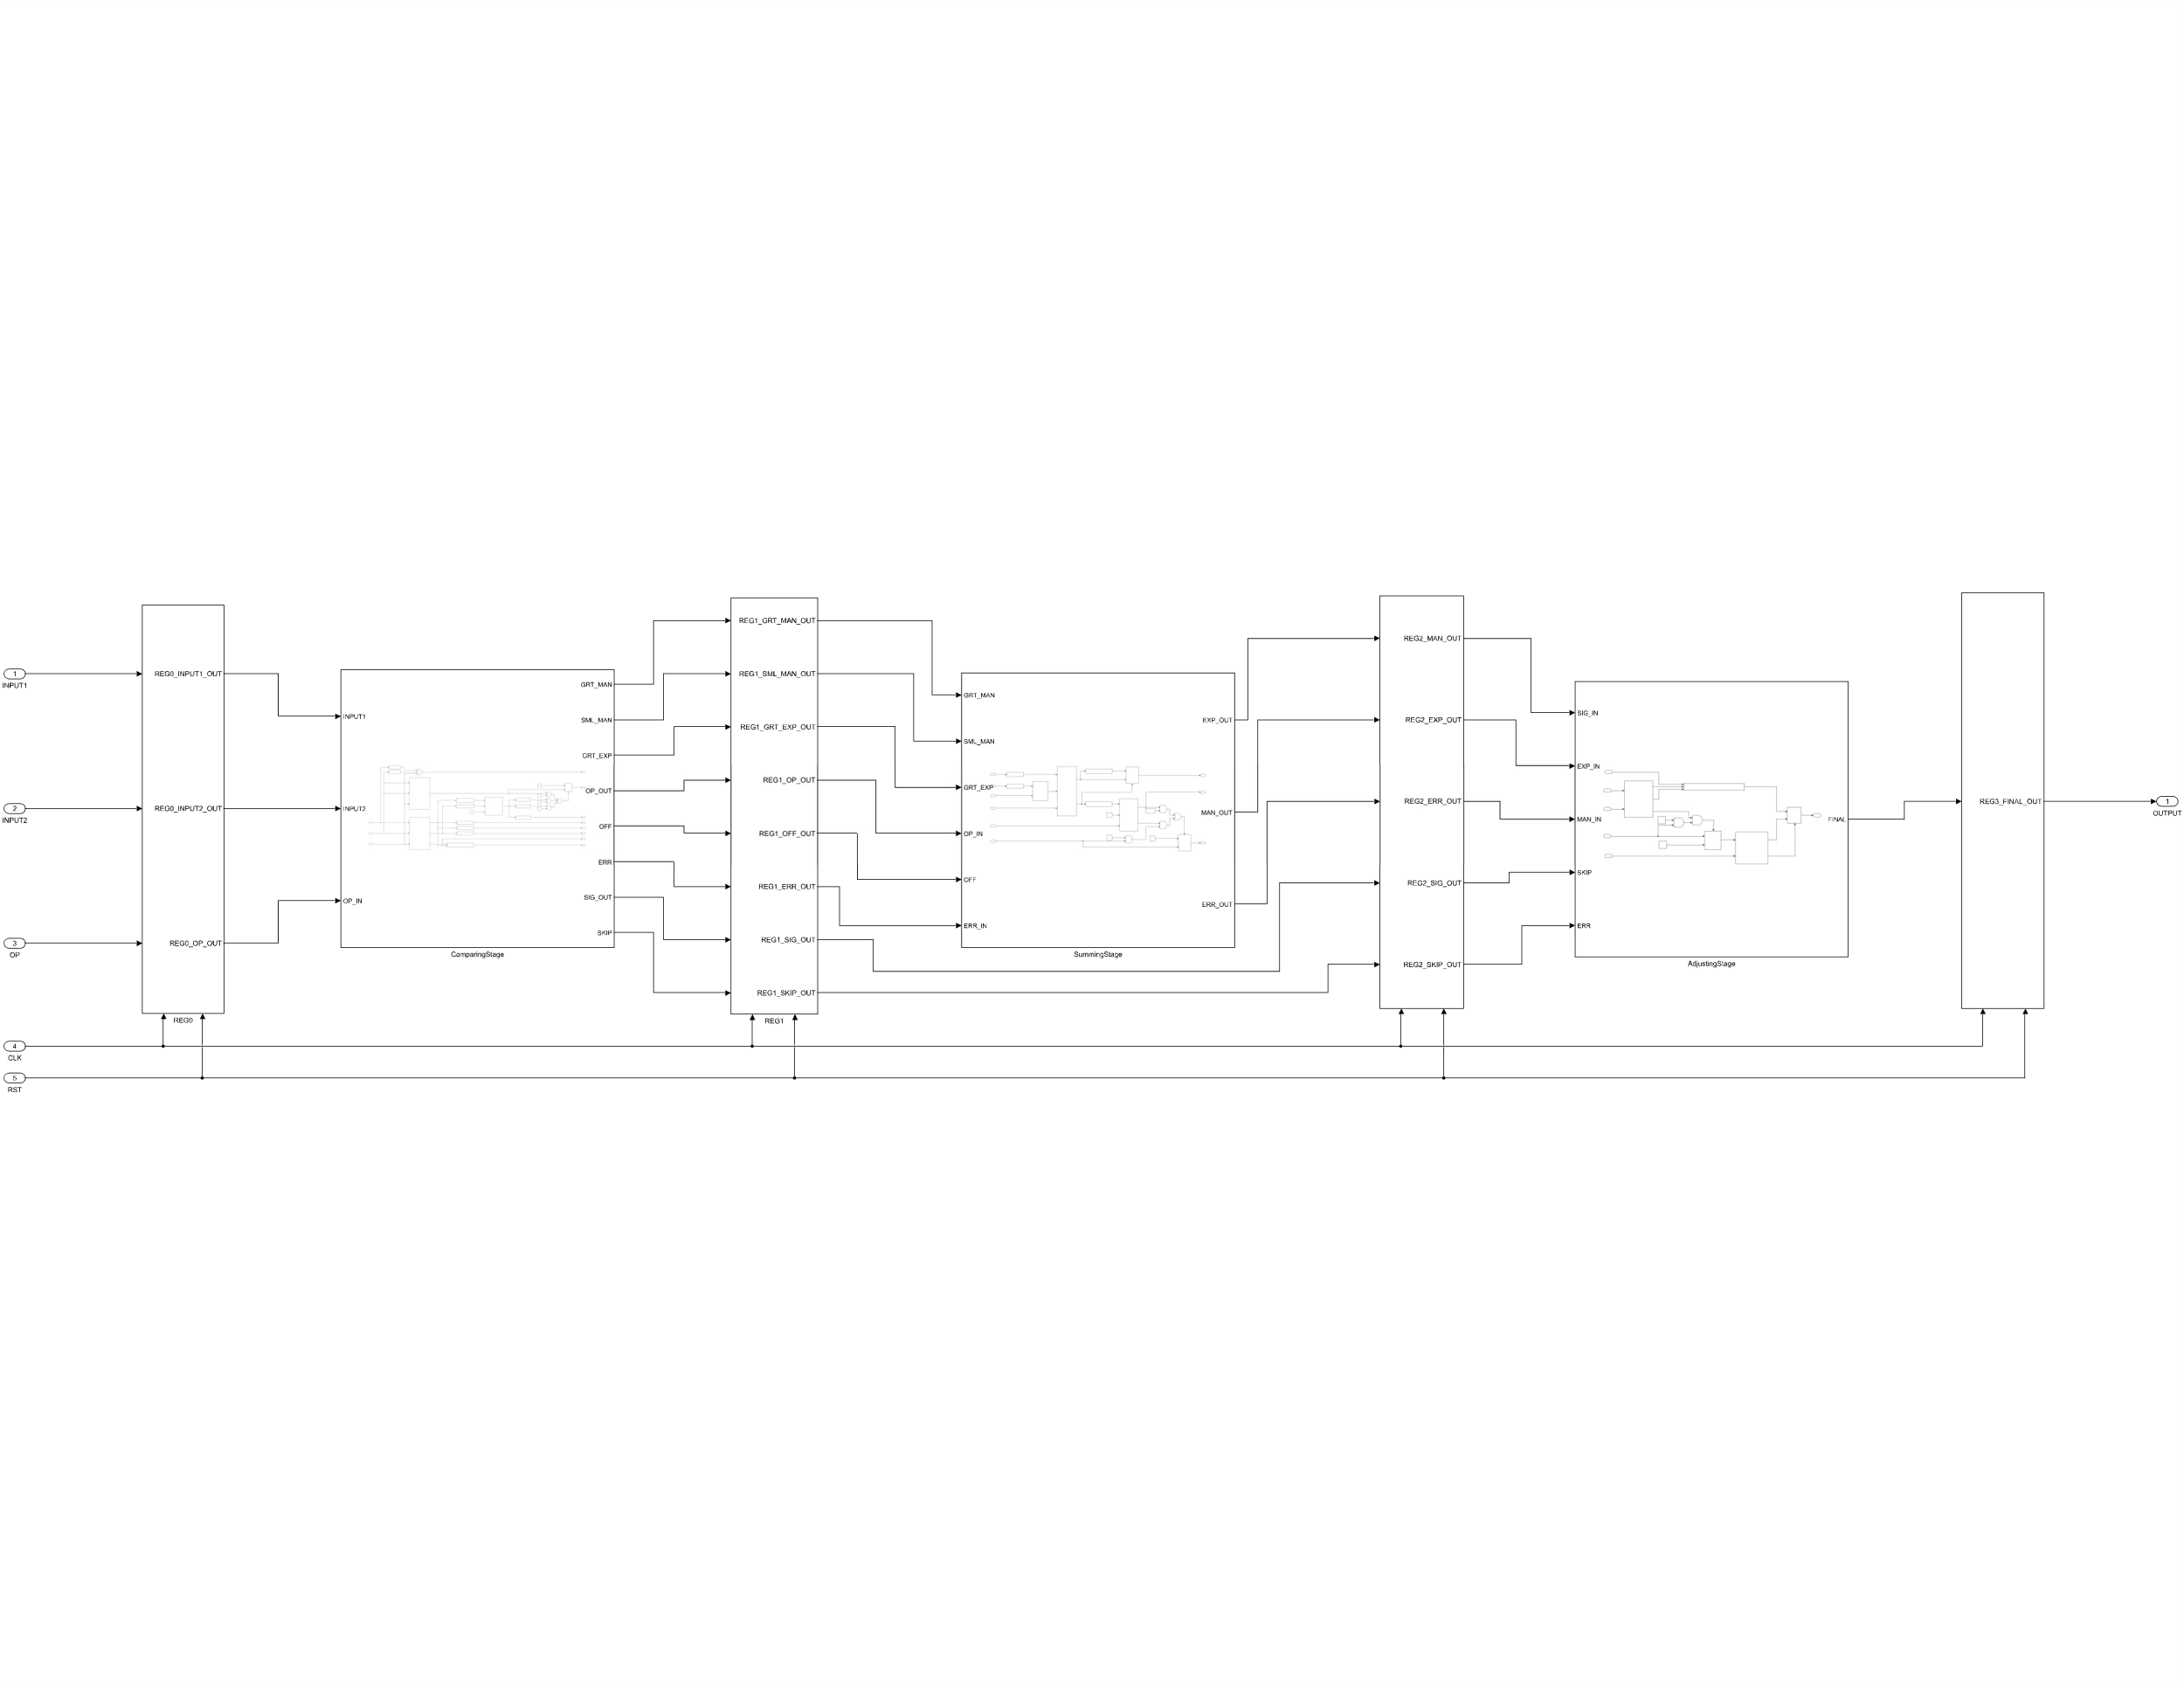 1
INPUT1
2
INPUT2
3
OP
4
CLK
5
RST
REG0_INPUT1_OUT
REG0_INPUT2_OUT
REG0_OP_OUT
REG0
INPUT1
INPUT2
OP_IN
GRT_MAN
SML_MAN
GRT_EXP
OP_OUT
OFF
ERR
SIG_OUT
SKIP
ComparingStage
REG1_GRT_MAN_OUT
REG1_SML_MAN_OUT
REG1_GRT_EXP_OUT
REG1_OP_OUT
REG1_OFF_OUT
REG1_ERR_OUT
REG1_SIG_OUT
REG1_SKIP_OUT
REG1
GRT_MAN
SML_MAN
GRT_EXP
OP_IN
OFF
ERR_IN
EXP_OUT
MAN_OUT
ERR_OUT
SummingStage
REG2_MAN_OUT
REG2_EXP_OUT
REG2_ERR_OUT
REG2_SIG_OUT
REG2_SKIP_OUT
SIG_IN
EXP_IN
MAN_IN
SKIP
ERR
FINAL
AdjustingStage
REG3_FINAL_OUT
1
OUTPUT